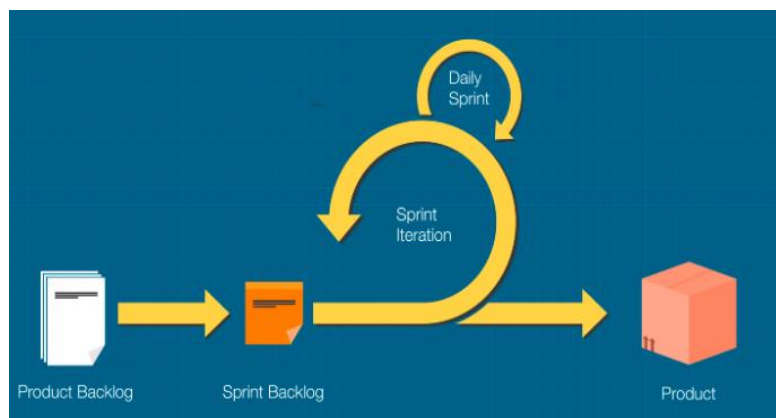 Daily
Sprint
Sprint
Iteration
Product Backlog
Sprint Backlog
Product